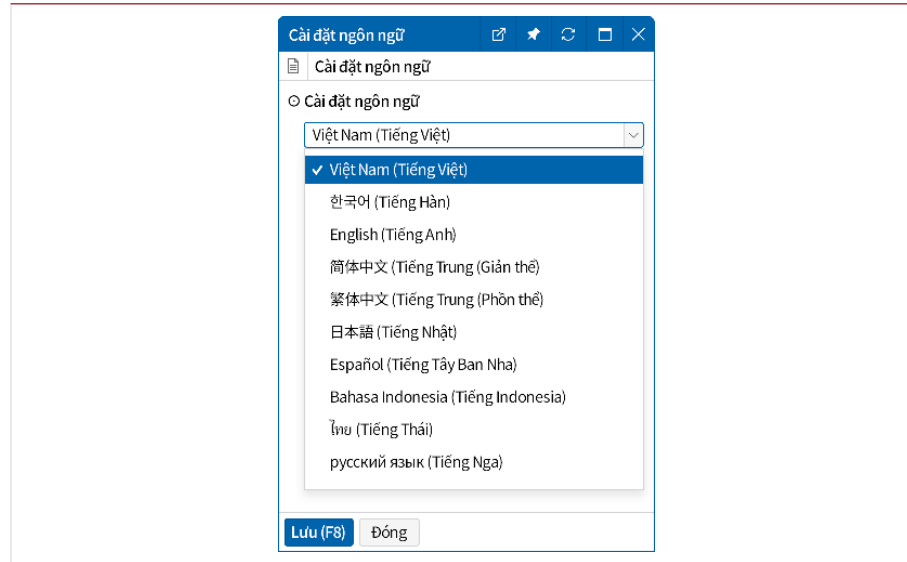 Cài đặt ngôn ngữ
Cài đặt ngôn ngữ
Cài đặt ngôn ngữ
Việt Nam (Tiếng Việt)
Việt Nam (Tiếng Việt)
한국어 (Tiếng Hàn)
English (Tiếng Anh)
简体中文 (Tiếng Trung (Giản thể)
繁体中文 (Tiếng Trung (Phồn thể)
日本語 (Tiếng Nhật)
Español (Tiếng Tây Ban Nha)
Bahasa Indonesia (Tiếng Indonesia)
ไทย (Tiếng Thái)
русский язык (Tiếng Nga)
Lưu (F8) Đóng